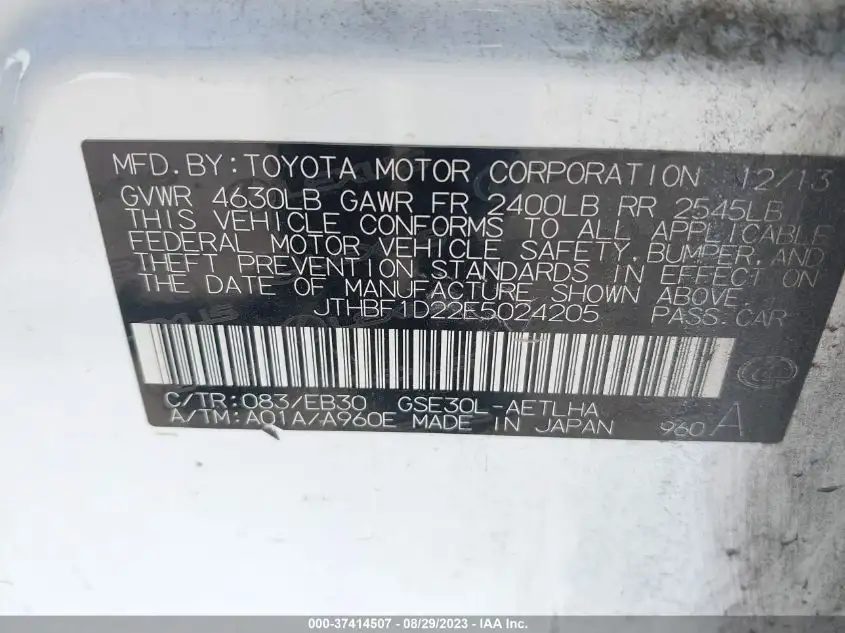 MFD. BY: TOYOTA MOTOR CORPORATION 12/13
GVWR 4630LB GAWR FR 2400LB RR 2545LB
THIS VEHICLE CONFORMS TO ALL APPLICABLE
FEDERAL MOTOR VEHICLE SAFETY, BUMPER, AND
THEFT PREVENTION STANDARDS IN EFFECT ON
THE DATE OF MANUFACTURE SHOWN ABOVE.
JTHBF1D22E5024205 PASS. CAR
C/TR: 083/EB30 GSE30L-AETLHA
A/TM: A01A/A960E MADE IN JAPAN 960 A
000-37414507 - 08/29/2023 - IAA Inc.